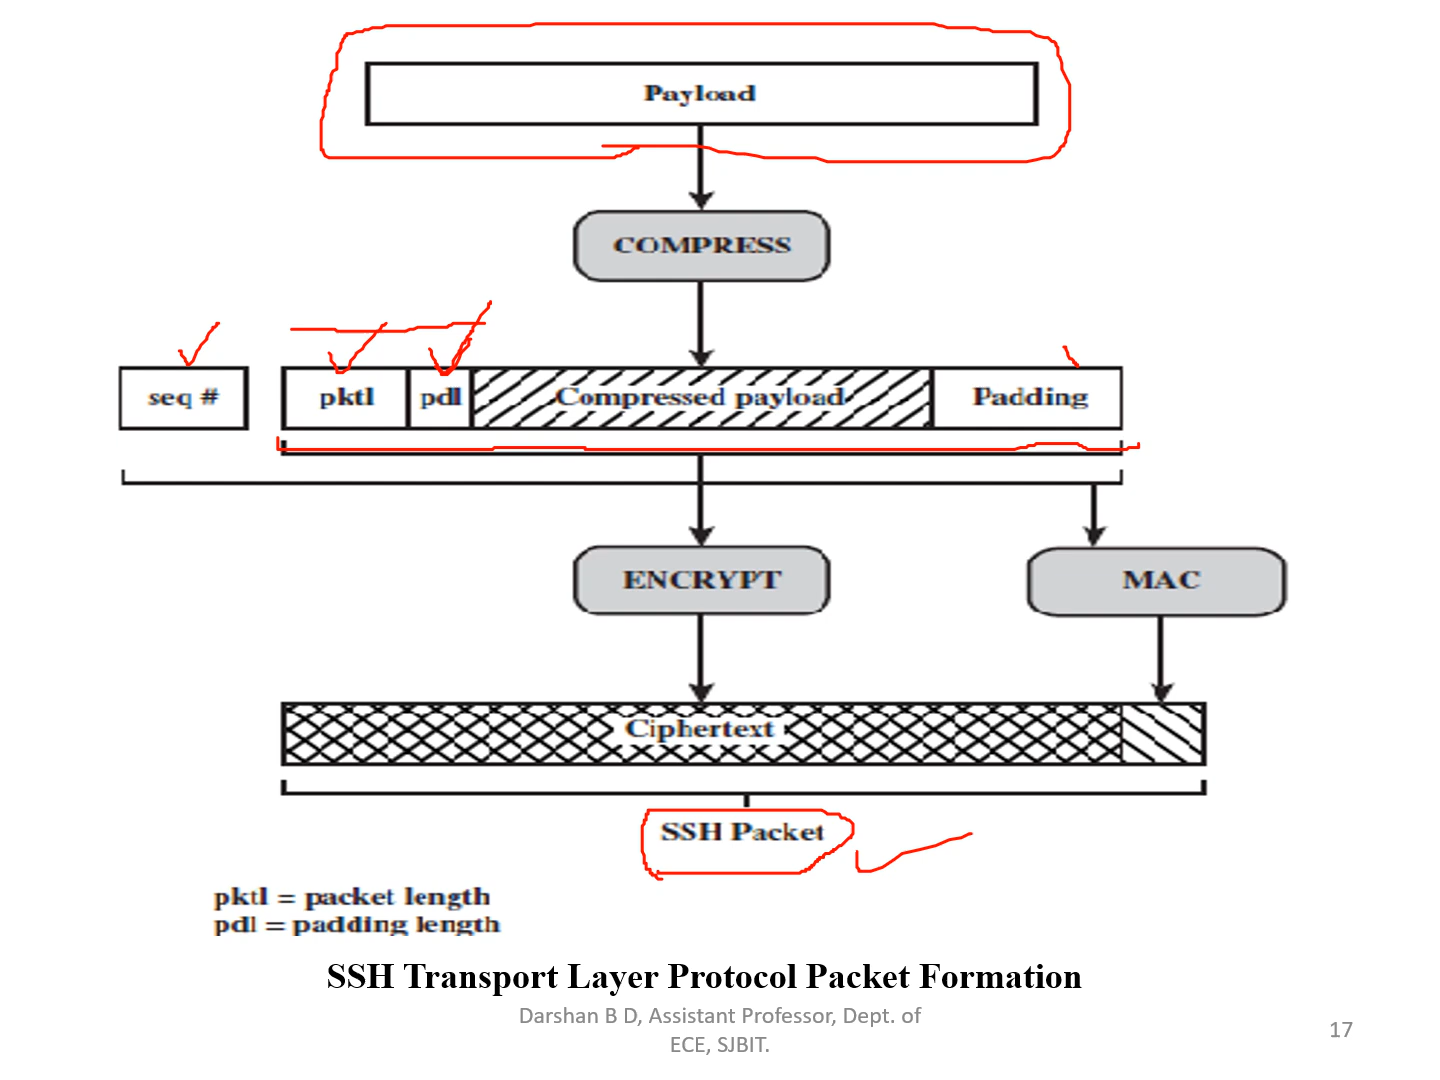 Payload
COMPRESS
seq # pktl pdl Compressed payload Padding
ENCRYPT MAC
Ciphertext
SSH Packet
pktl = packet length
pdl = padding length
SSH Transport Layer Protocol Packet Formation
Darshan B D, Assistant Professor, Dept. of
ECE, SJBIT.
17